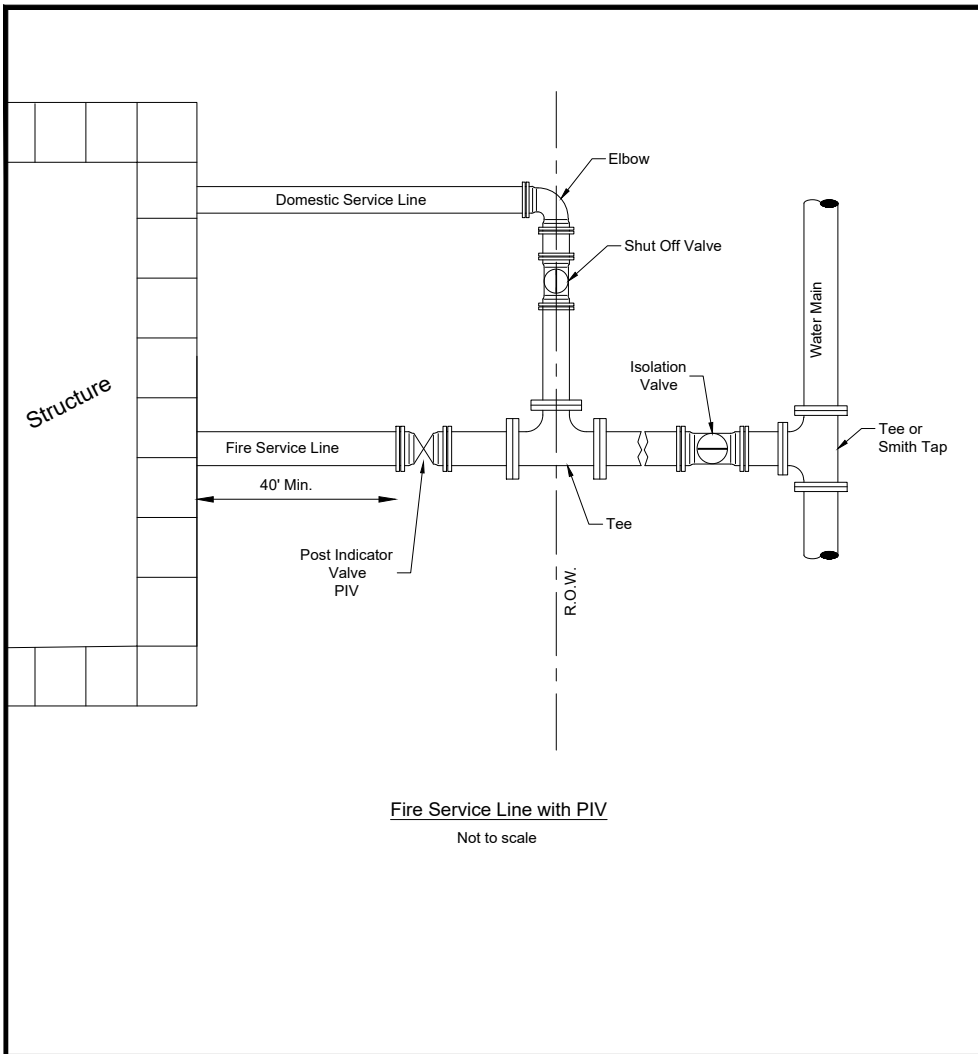 Elbow
Domestic Service Line
Shut Off Valve
Water Main
Isolation
Valve
Structure
Tee or
Smith Tap
Fire Service Line
40' Min.
Tee
Post Indicator
Valve
PIV
R.O.W.
Fire Service Line with PIV
Not to scale